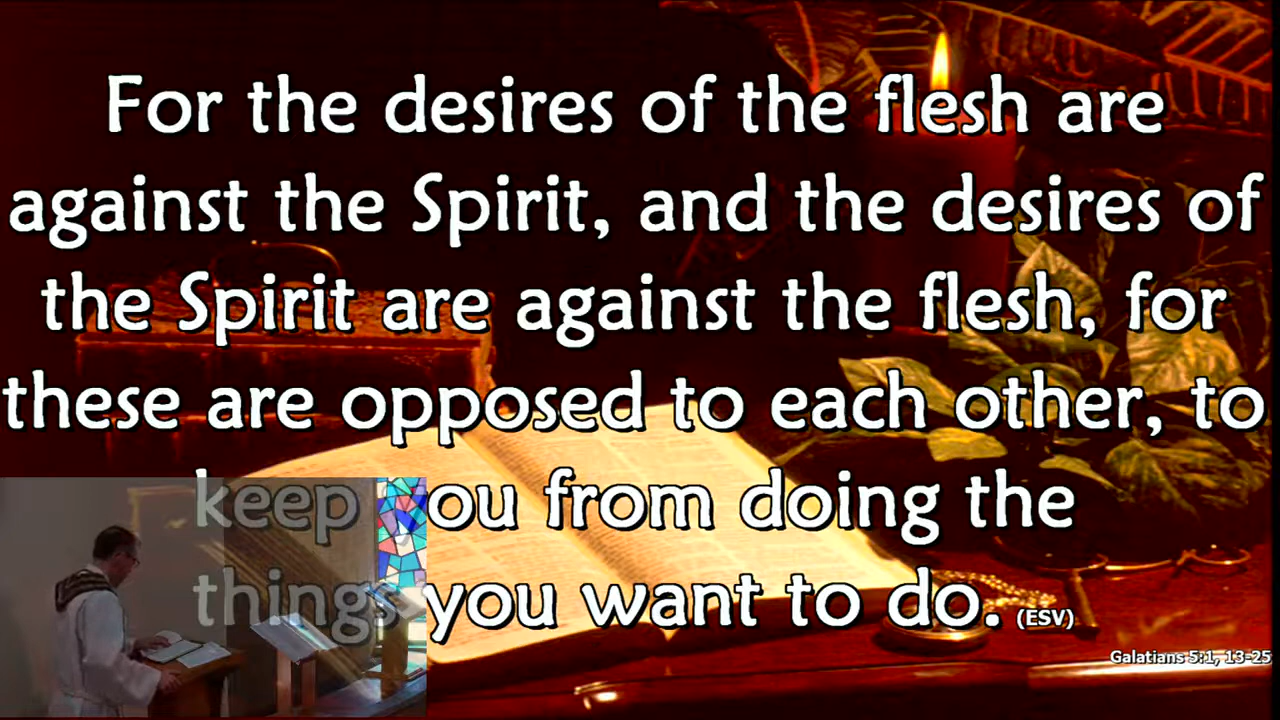 For the desires of the flesh are
against the Spirit, and the desires of
the Spirit are against the flesh, for
these are opposed to each other, to
keep you from doing the
things you want to do. (ESV)
Galatians 5:1, 13-25